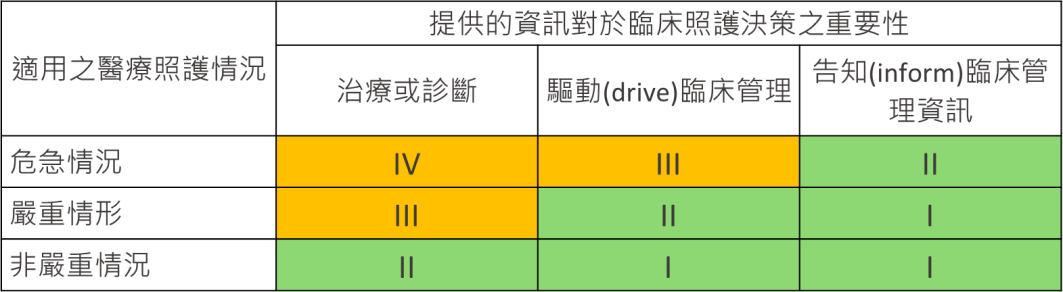 提供的資訊對於臨床照護決策之重要性
適用之醫療照護情況
治療或診斷
驅動(drive)臨床管理
告知(inform)臨床管
理資訊
危急情況
IV
III
II
嚴重情形
III
II
I
非嚴重情況
II
I
I